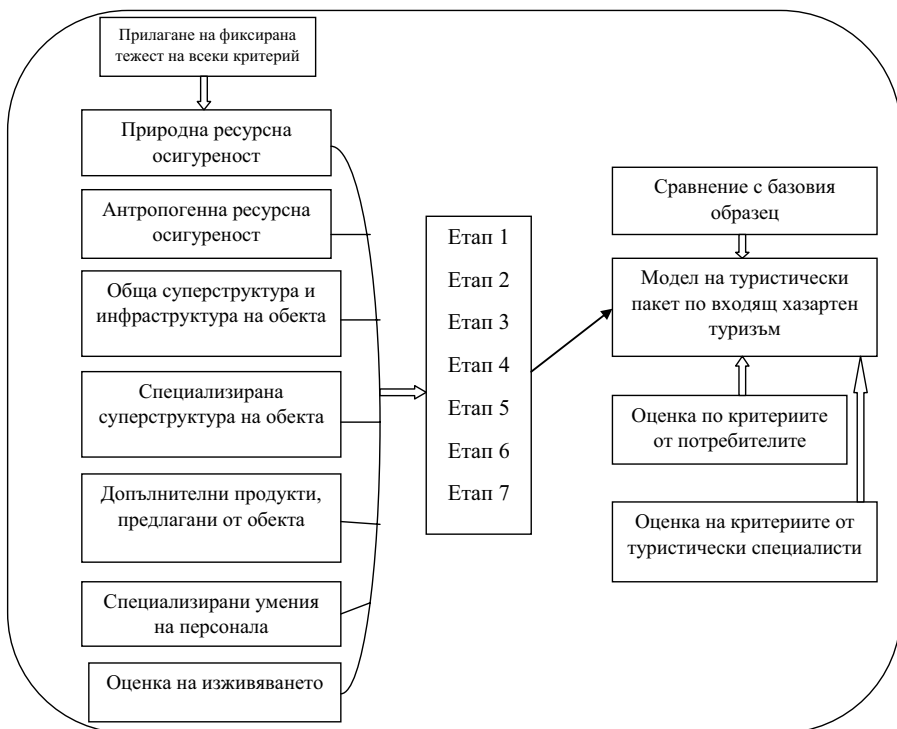 Прилагане на фиксирана
тежест на всеки критерий
Природна ресурсна
осигуреност
Антропогенна ресурсна
осигуреност
Обща суперструктура и
инфраструктура на обекта
Специализирана
суперструктура на обекта
Допълнителни продукти,
предлагани от обекта
Специализирани умения
на персонала
Оценка на изживяването
Етап 1
Етап 2
Етап 3
Етап 4
Етап 5
Етап 6
Етап 7
Сравнение с базовия
образец
Модел на туристически
пакет по входящ хазартен
туризъм
Оценка по критериите
от потребителите
Оценка на критериите от
туристически специалисти